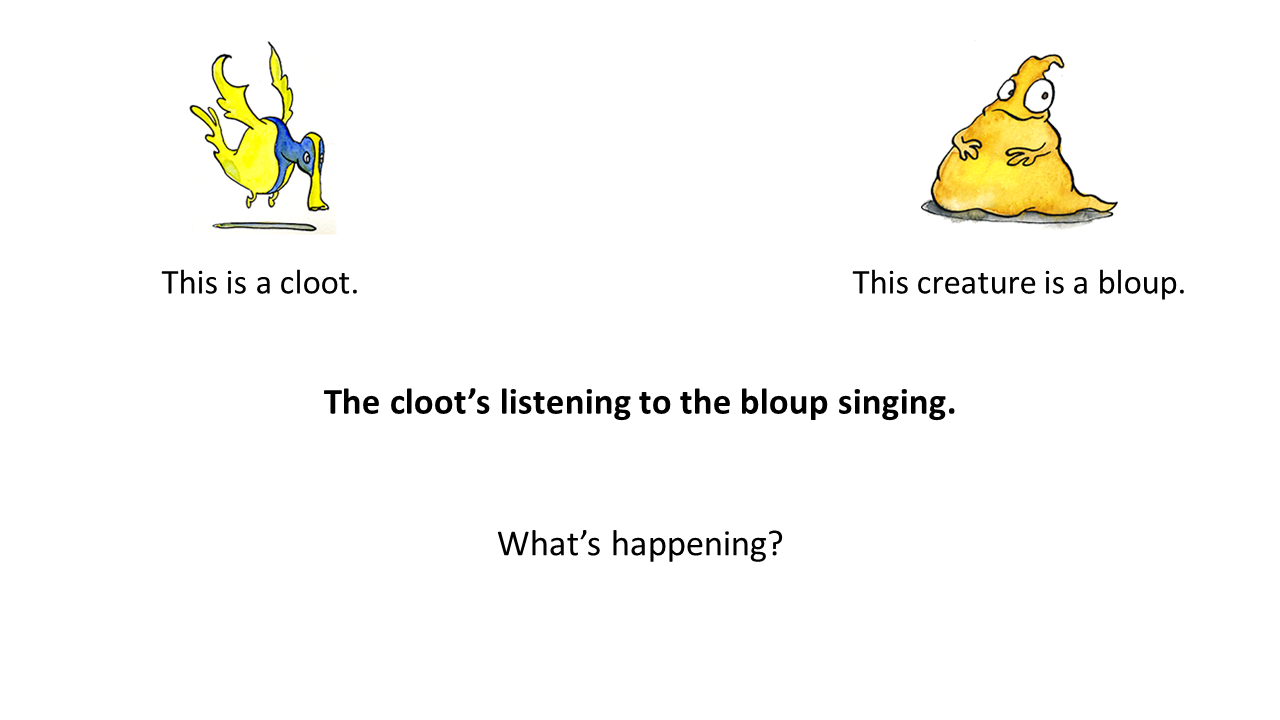 This is a cloot.
This creature is a bloup.
The cloot’s listening to the bloup singing.
What’s happening?